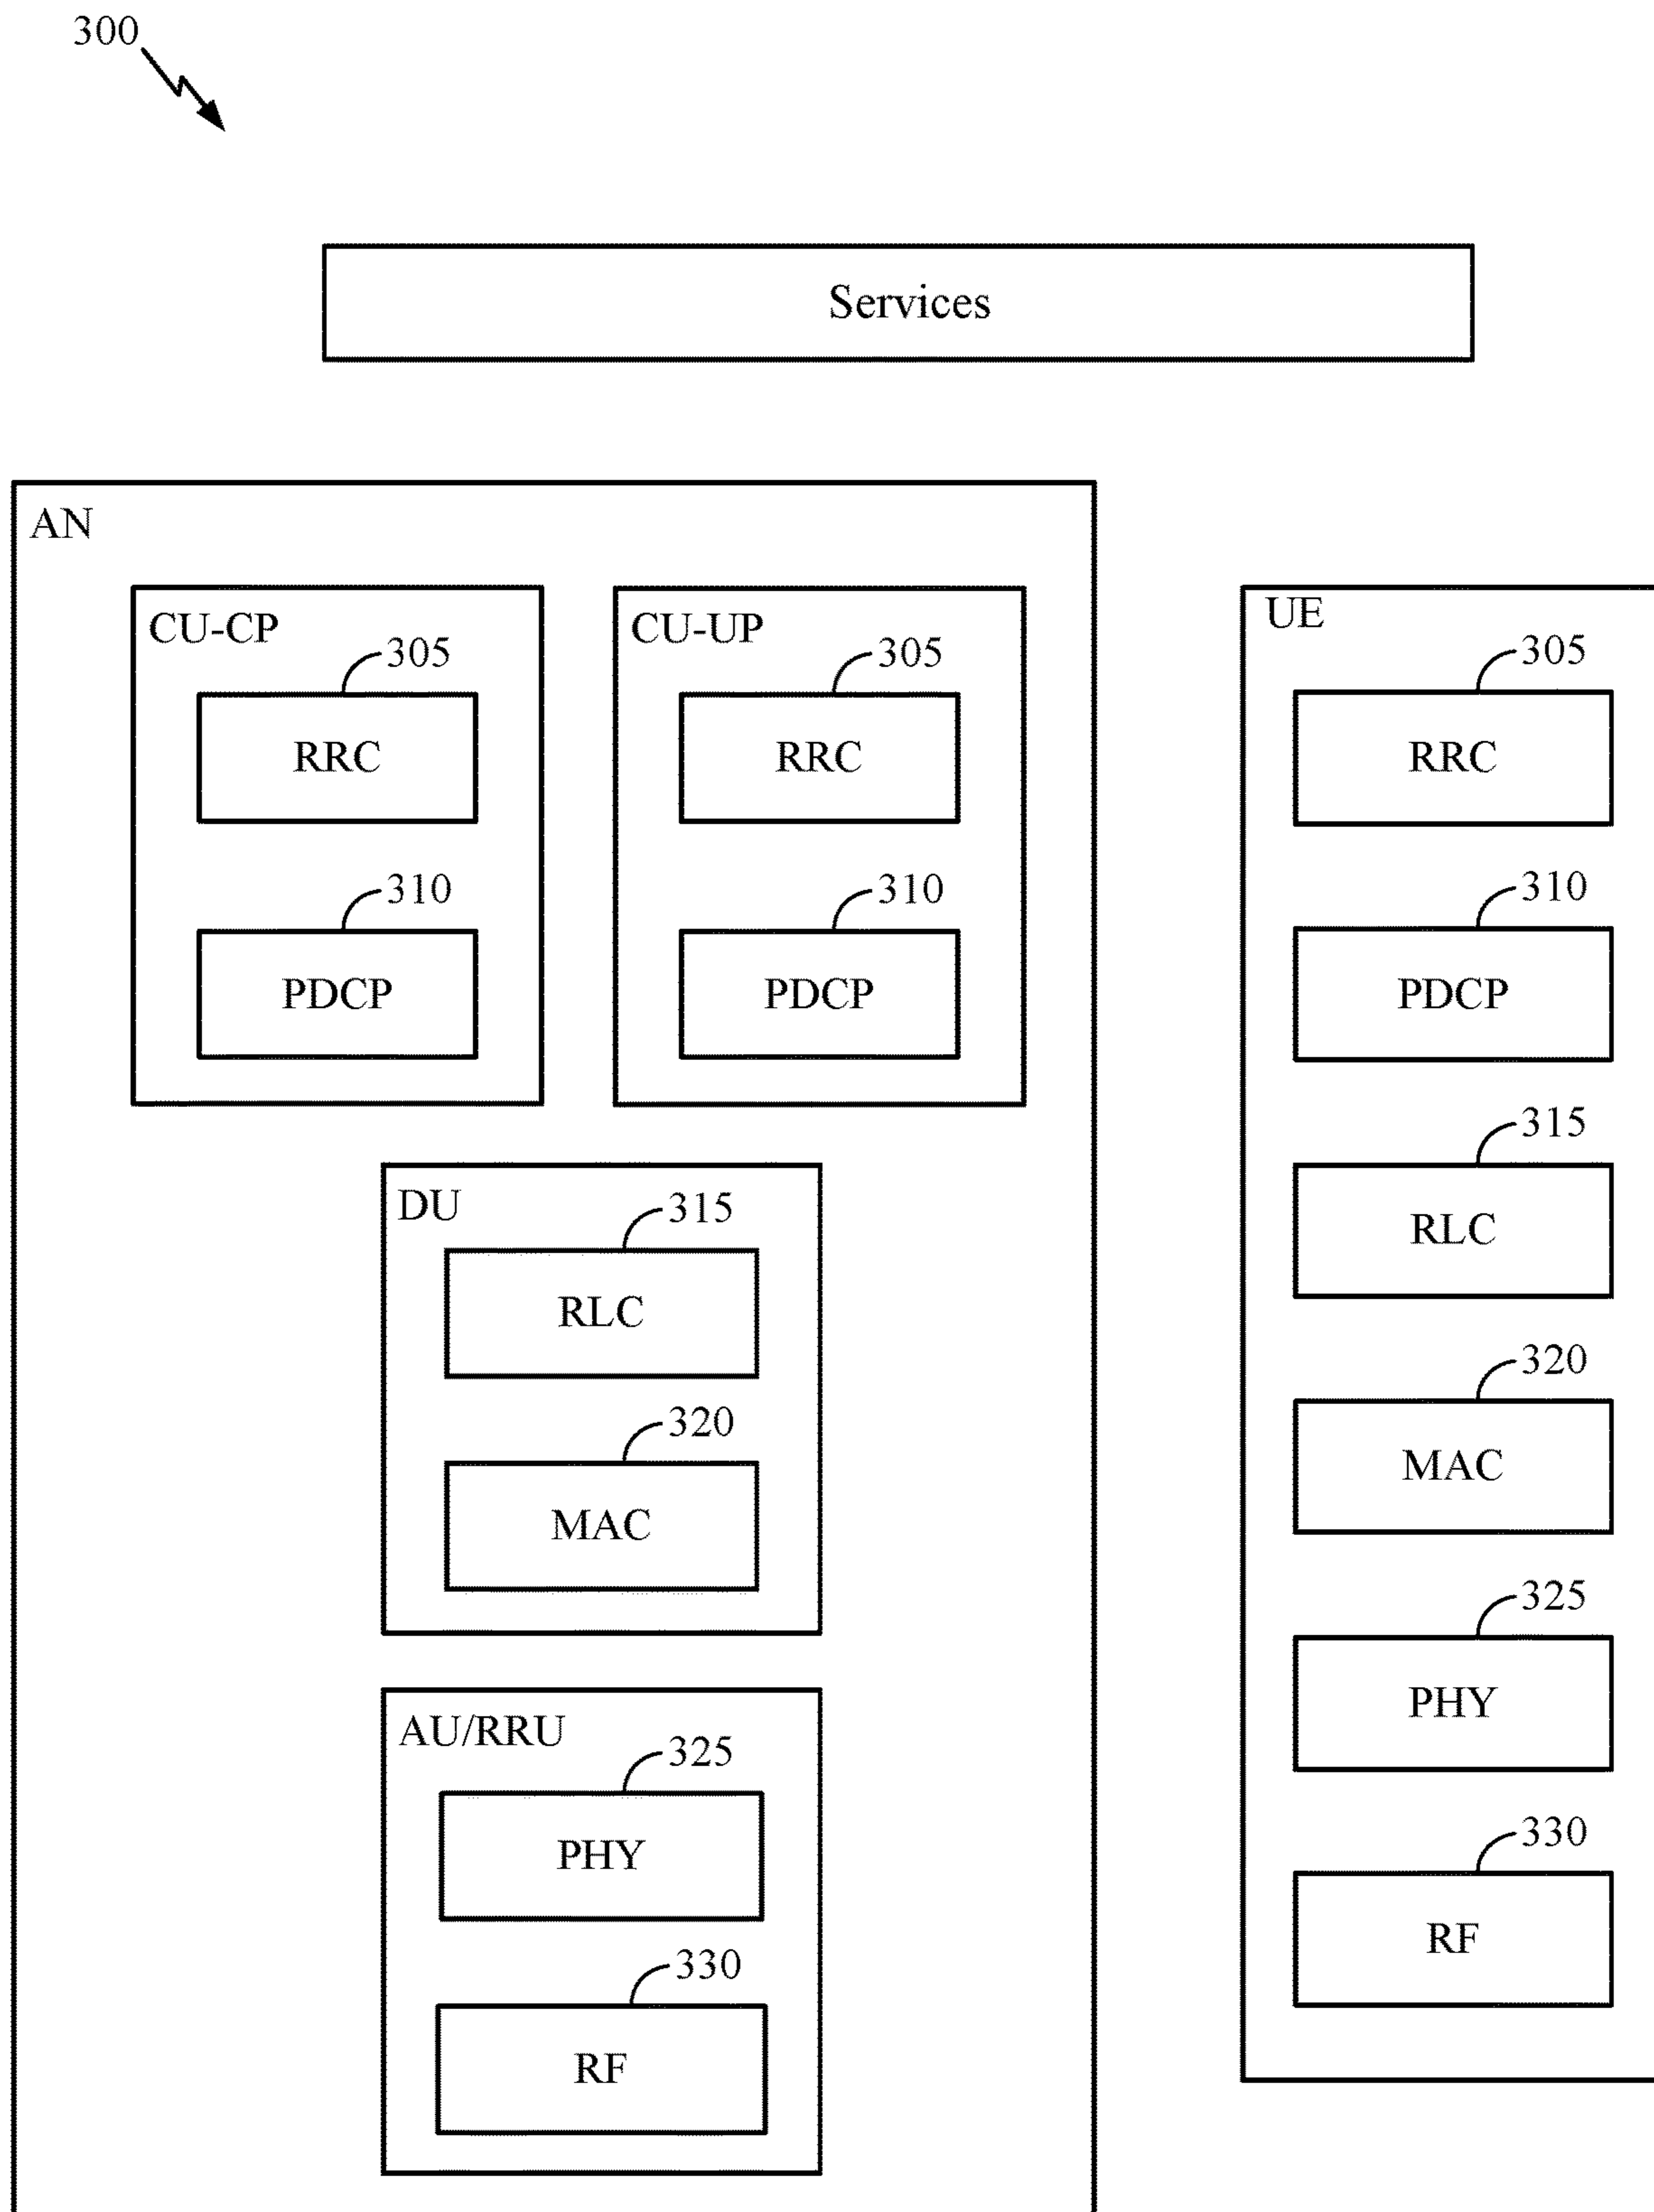 300
Services
AN
CU-CP
305
RRC
310
PDCP
CU-UP
305
RRC
310
PDCP
DU
315
RLC
320
MAC
AU/RRU
325
PHY
330
RF
UE
305
RRC
310
PDCP
315
RLC
320
MAC
325
PHY
330
RF